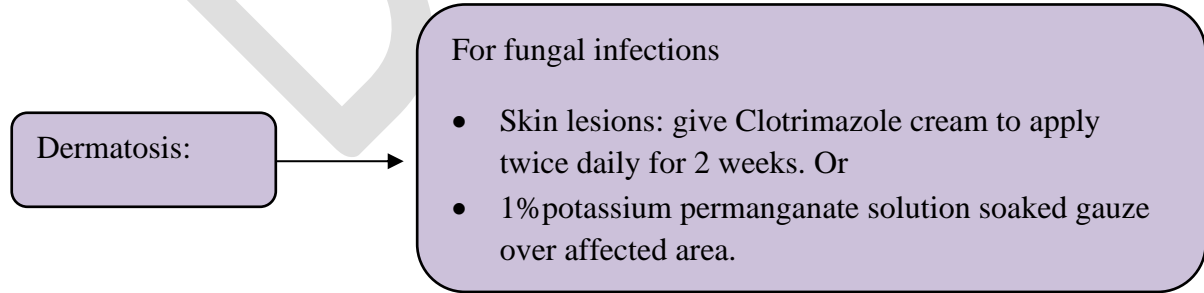 For fungal infections
Dermatosis:
• Skin lesions: give Clotrimazole cream to apply
twice daily for 2 weeks. Or
• 1%potassium permanganate solution soaked gauze
over affected area.